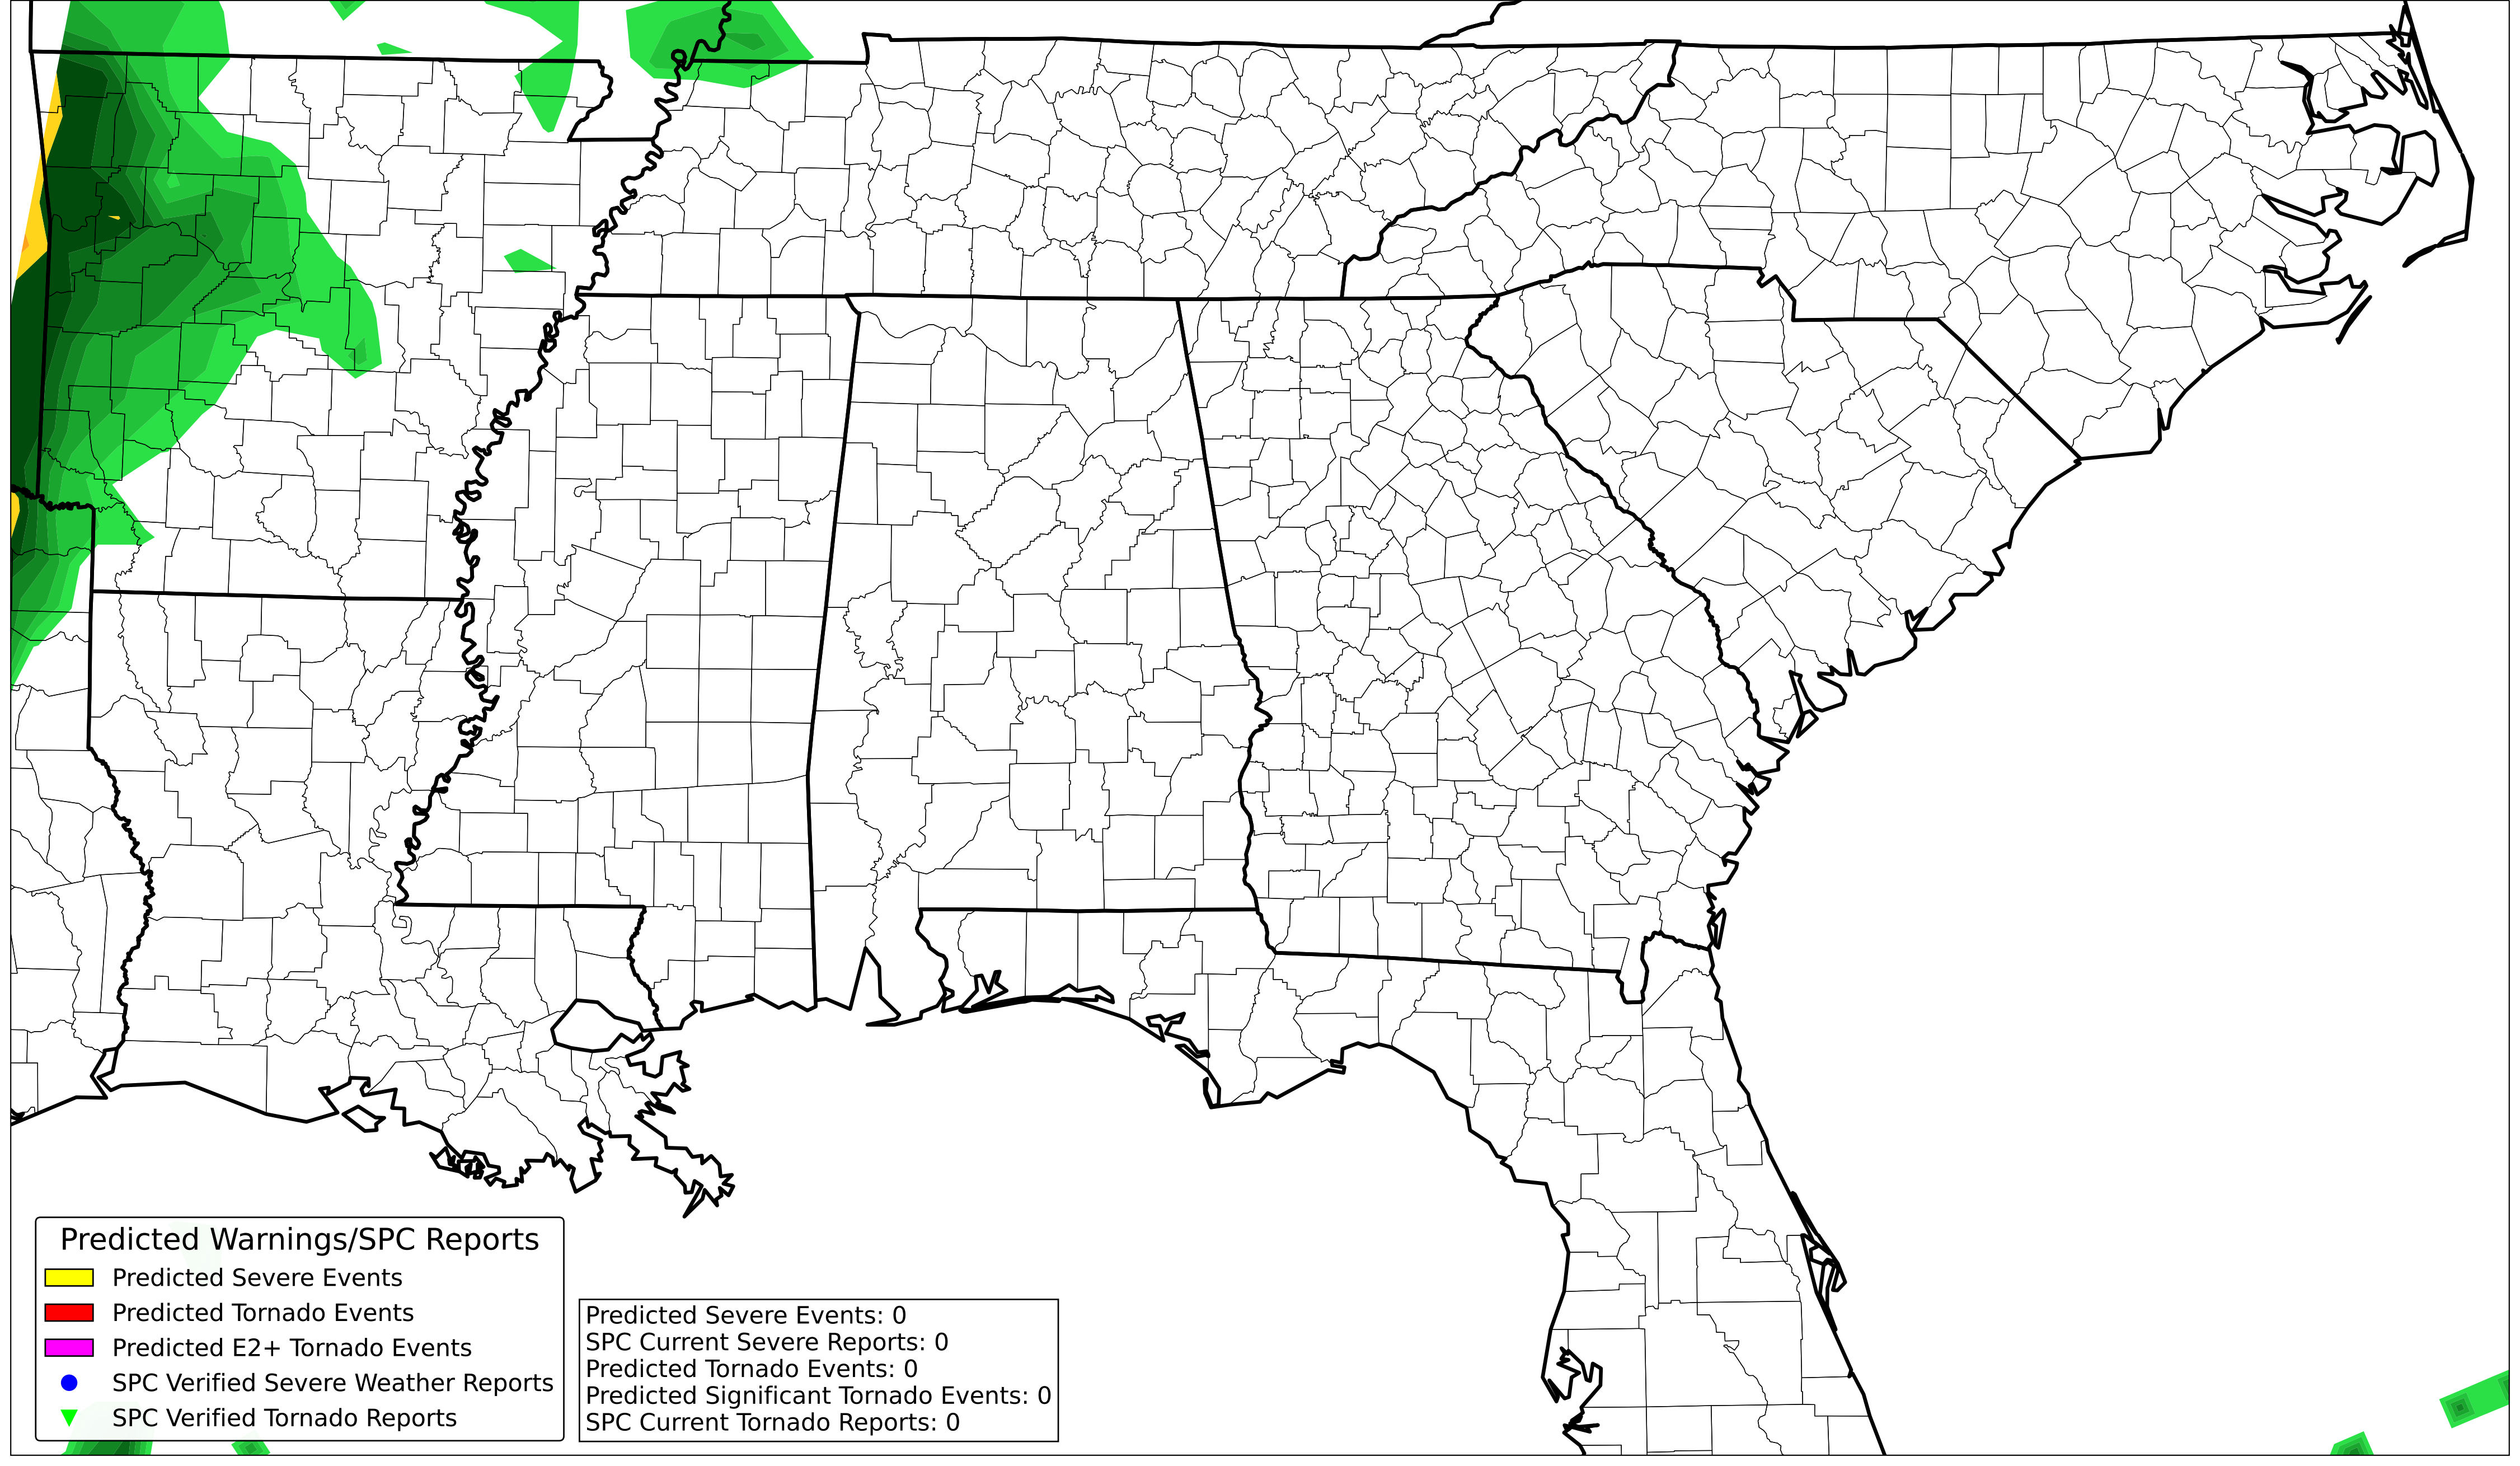 Predicted Warnings/SPC Reports
Predicted Severe Events
Predicted Tornado Events
Predicted E2+ Tornado Events
SPC Verified Severe Weather Reports
SPC Verified Tornado Reports
Predicted Severe Events: 0
SPC Current Severe Reports: 0
Predicted Tornado Events: 0
Predicted Significant Tornado Events: 0
SPC Current Tornado Reports: 0